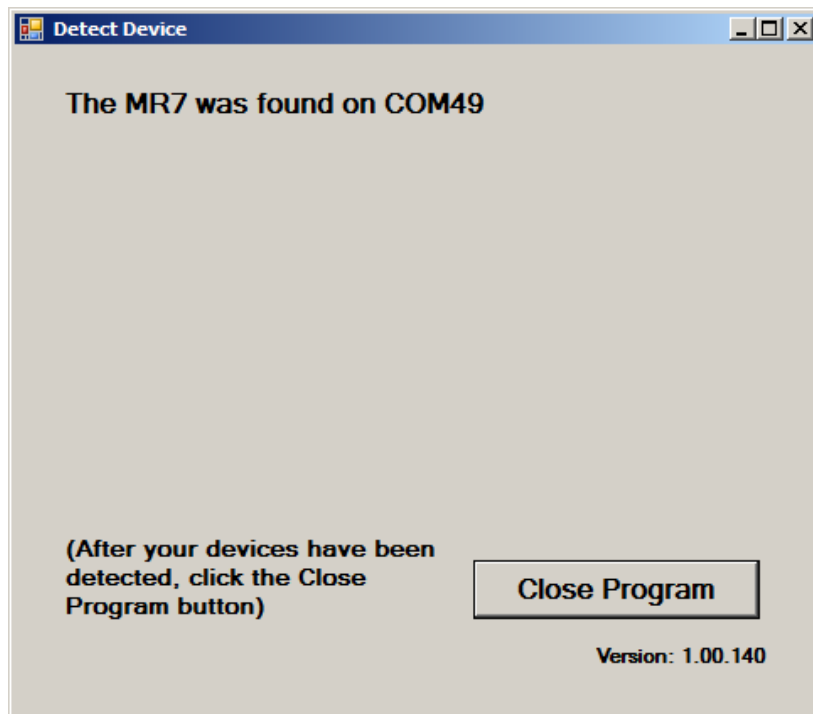 Detect Device
The MR7 was found on COM49
(After your devices have been
detected, click the Close
Program button)
Close Program
Version: 1.00.140